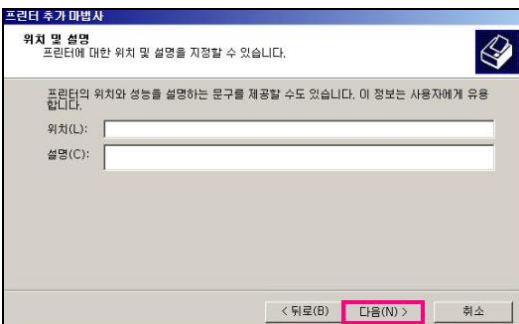 프린터 추가 마법사
위치 및 설명
프린터에 대한 위치 및 설명을 지정할 수 있습니다.
프린터의 위치와 성능을 설명하는 문구를 제공할 수도 있습니다. 이 정보는 사용자에게 유용
합니다.
위치(L):
설명(C):
< 뒤로(B) 다음(N) > 취소